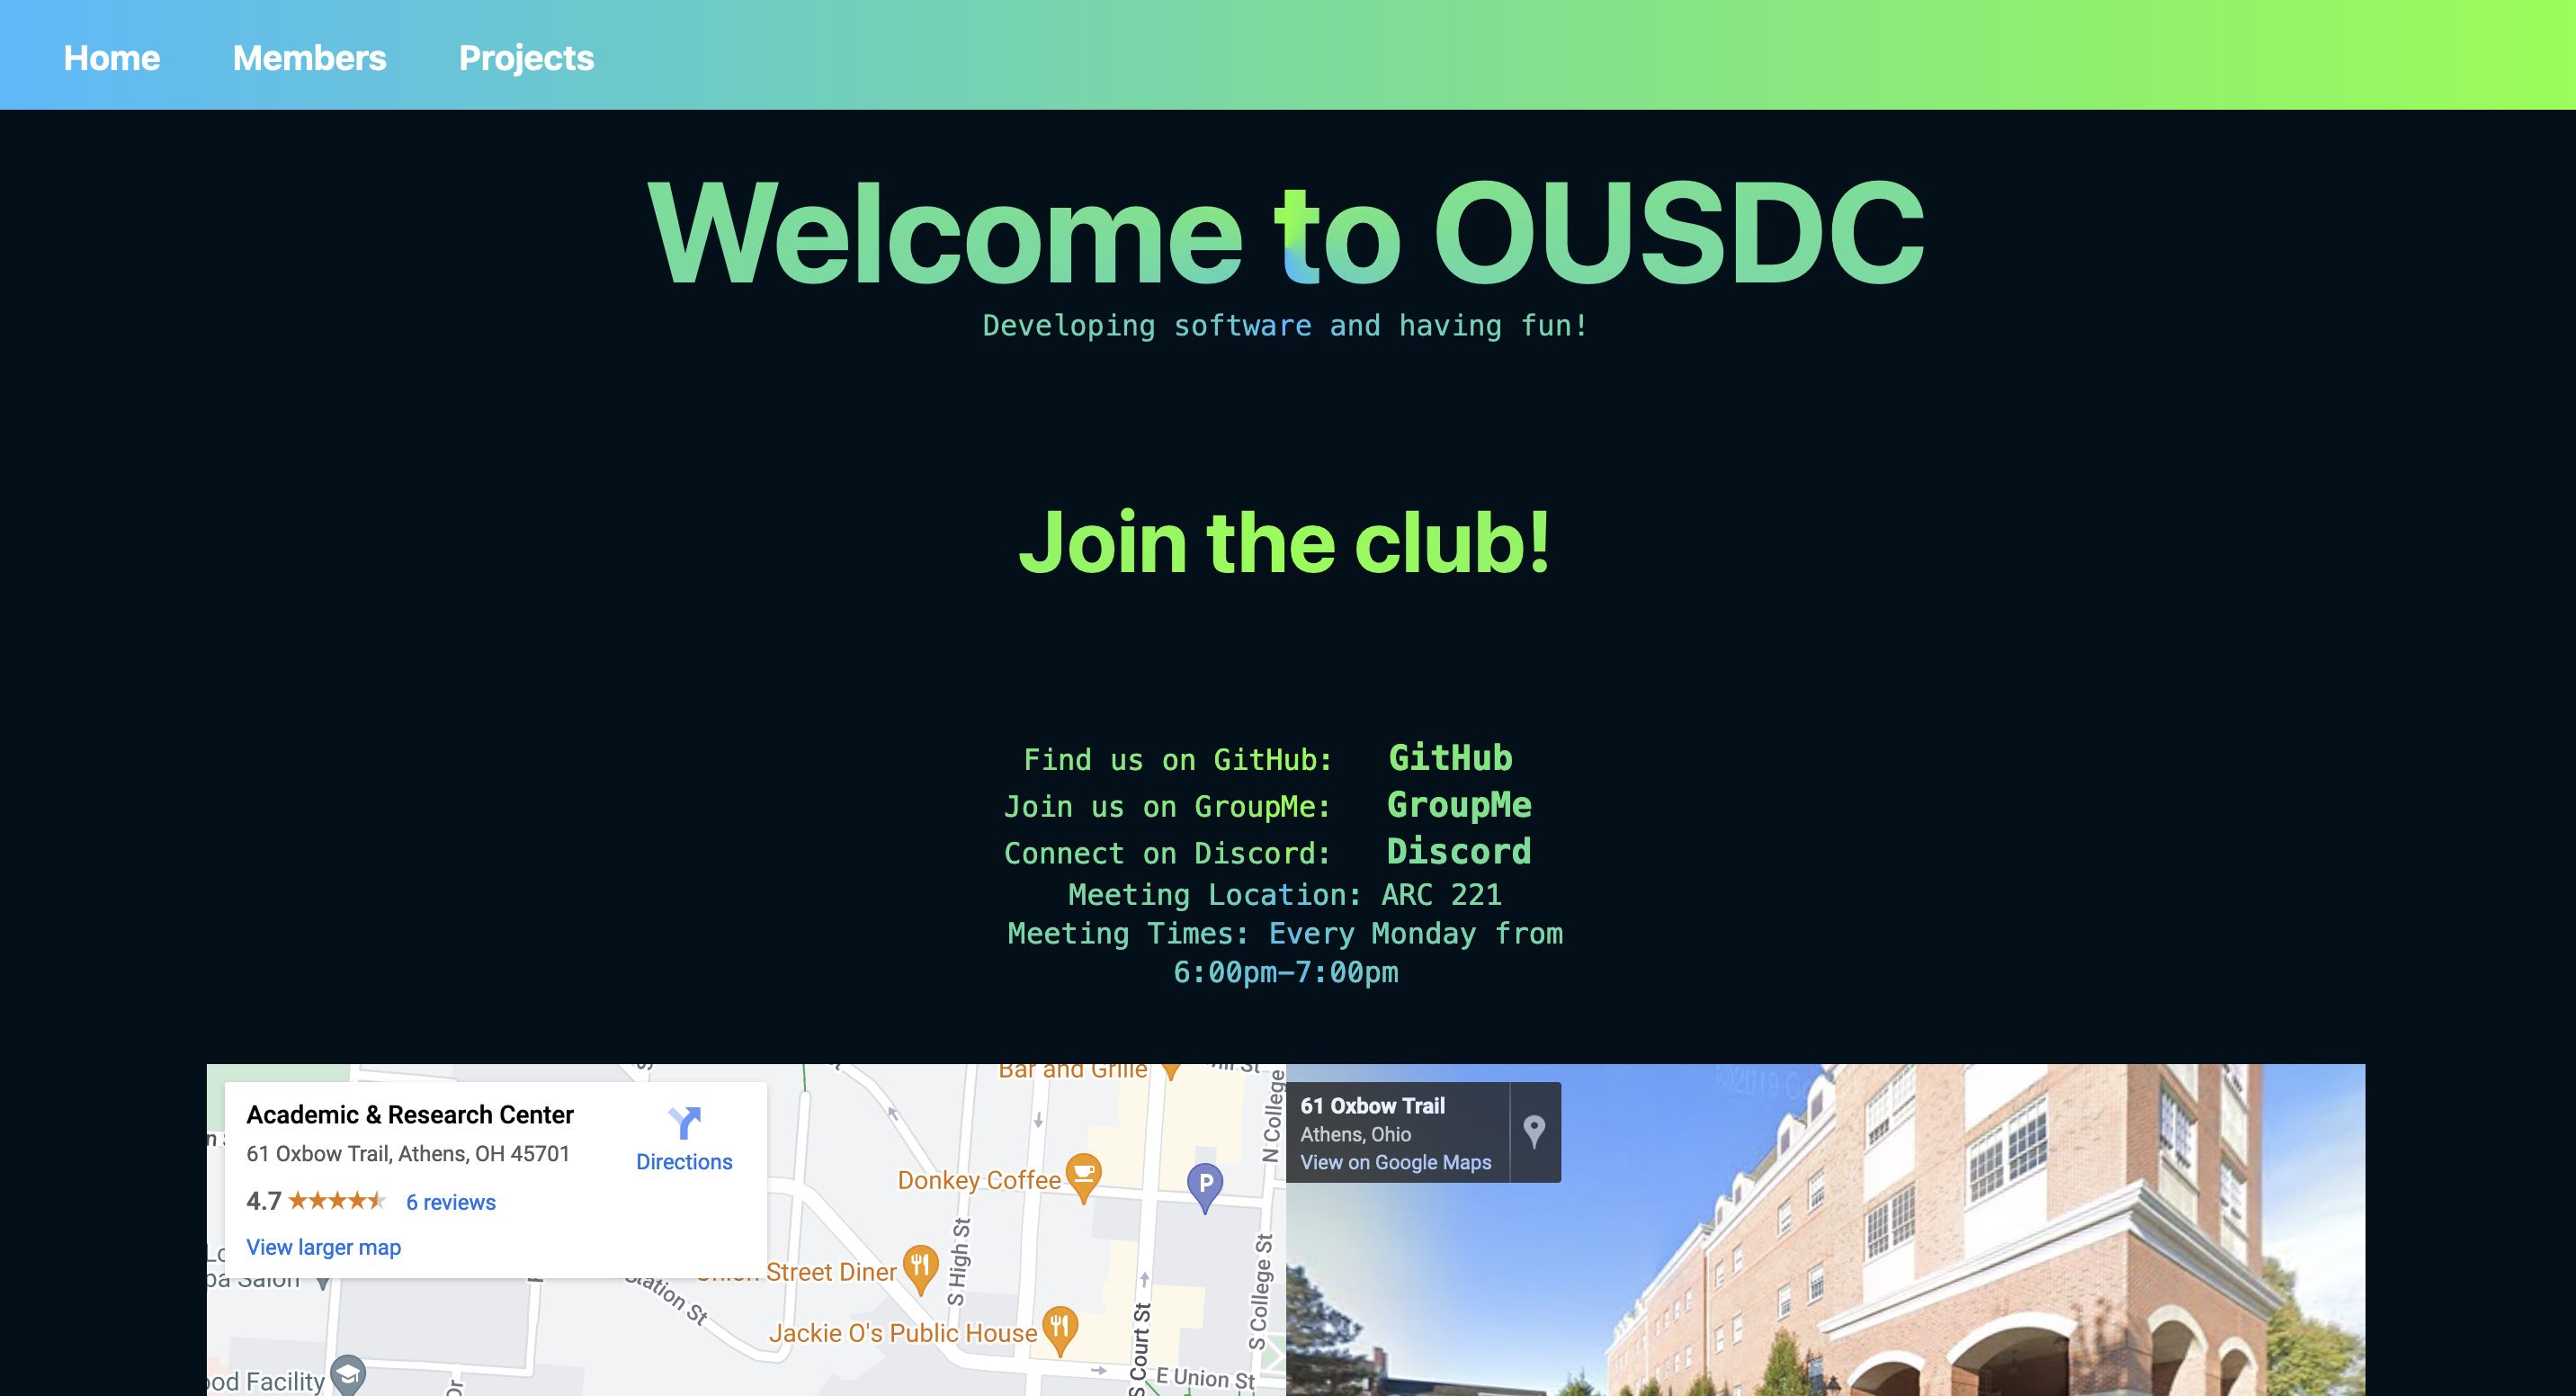 Home Members Projects
Welcome to OUSDC
Developing software and having fun!
Join the club!
Find us on GitHub: GitHub
Join us on GroupMe: GroupMe
Connect on Discord: Discord
Meeting Location: ARC 221
Meeting Times: Every Monday from
6:00pm–7:00pm
Academic & Research Center
61 Oxbow Trail, Athens, OH 45701
Directions
4.7
6 reviews
View larger map
Bar and Grille
N College
Donkey Coffee
P
S High St
Street Diner
Station St
Jackie O's Public House
S Court St
S College St
E Union St
Facility
Dr
61 Oxbow Trail
Athens, Ohio
View on Google Maps
©2019